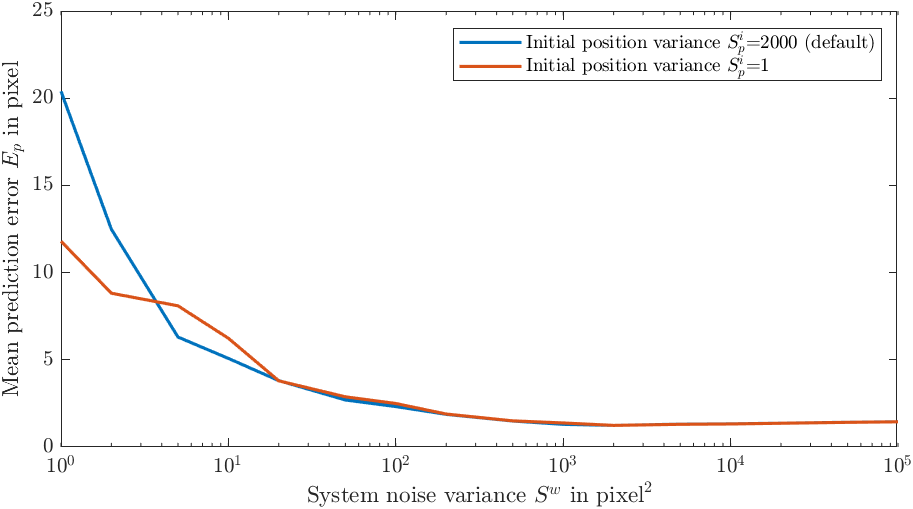 25
20
15
10
5
0
Mean prediction error $E_p$ in pixel
Initial position variance $S_p^i$=2000 (default)
Initial position variance $S_p^i$=1
$10^0$ $10^1$ $10^2$ $10^3$ $10^4$ $10^5$
System noise variance $S^w$ in pixel$^2$